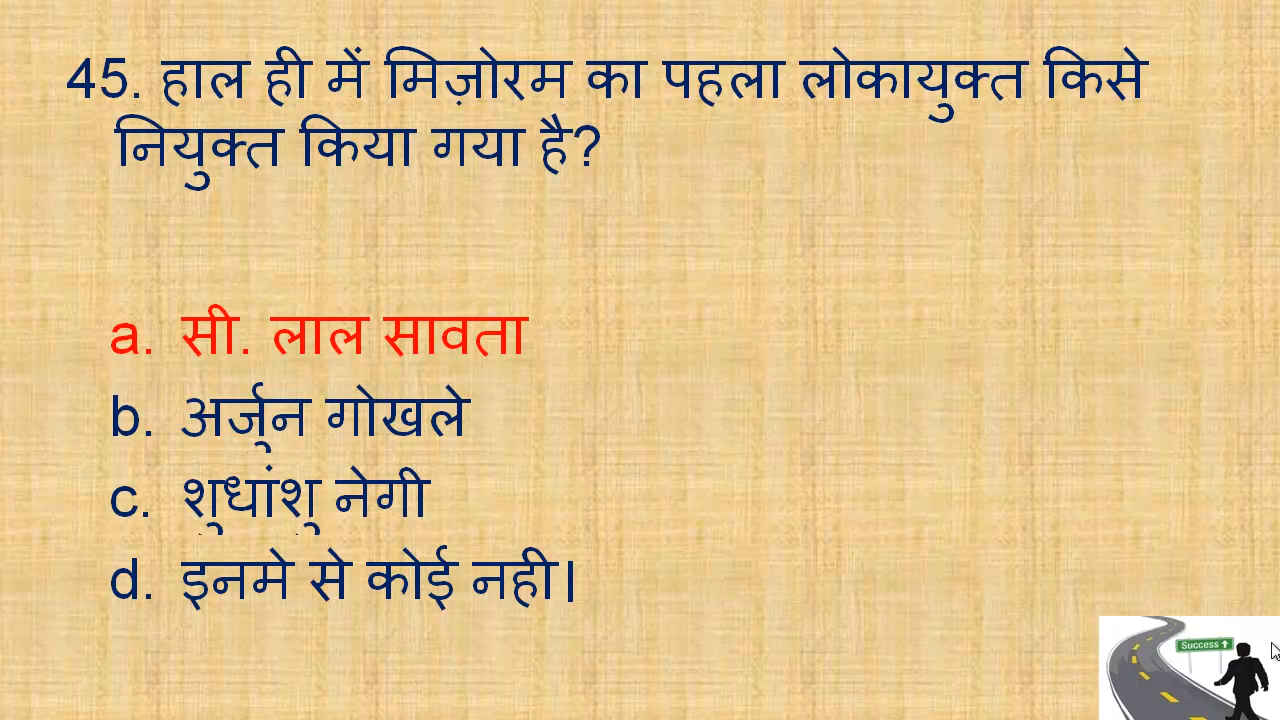 45. हाल ही में मिज़ोरम का पहला लोकायुक्त किसे
नियुक्त किया गया है?
a. सी. लाल सावता
b. अर्जुन गोखले
c. शुधांशु नेगी
d. इनमे से कोई नही।
Success